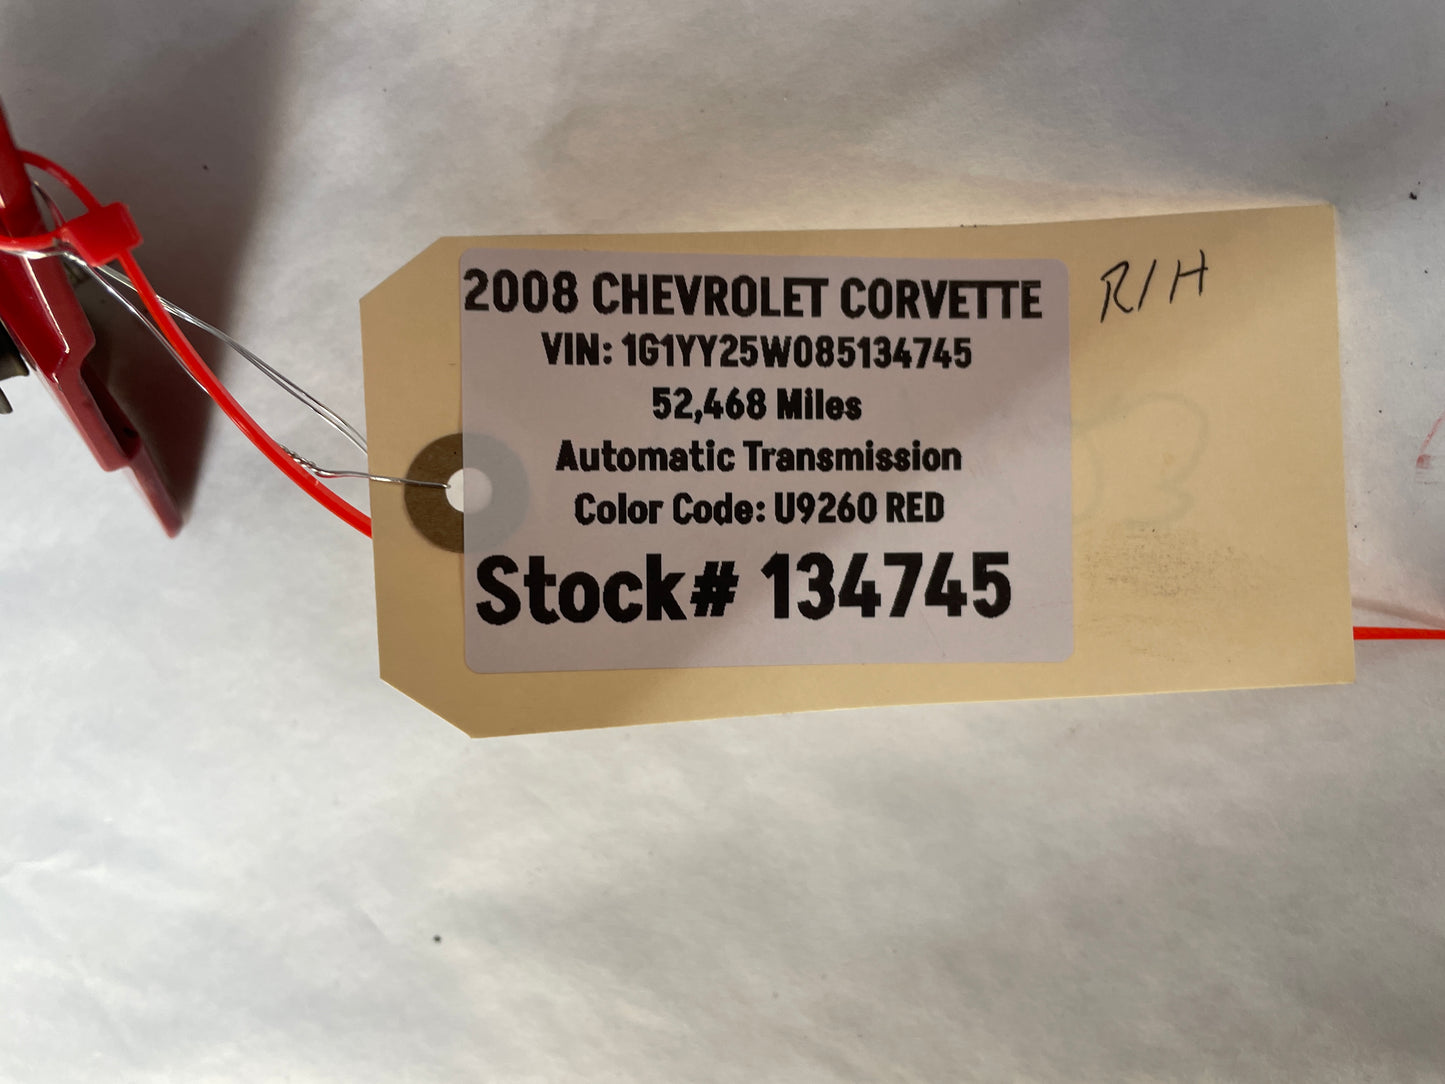 2008 CHEVROLET CORVETTE
VIN: 1G1YY25W085134745
52,468 Miles
Automatic Transmission
Color Code: U9260 RED
Stock# 134745
R/H